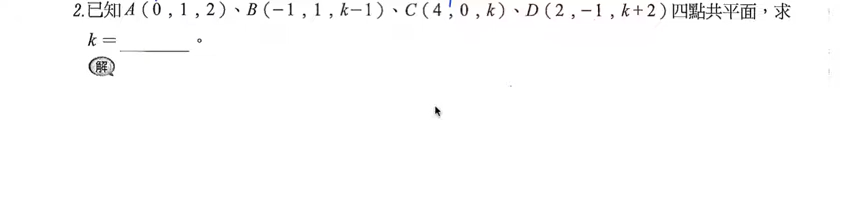 2.已知A(0,1,2)、B(−1,1,k−1)、C(4,0,k)、D(2,−1,k+2)四點共平面,求
k=______。
解